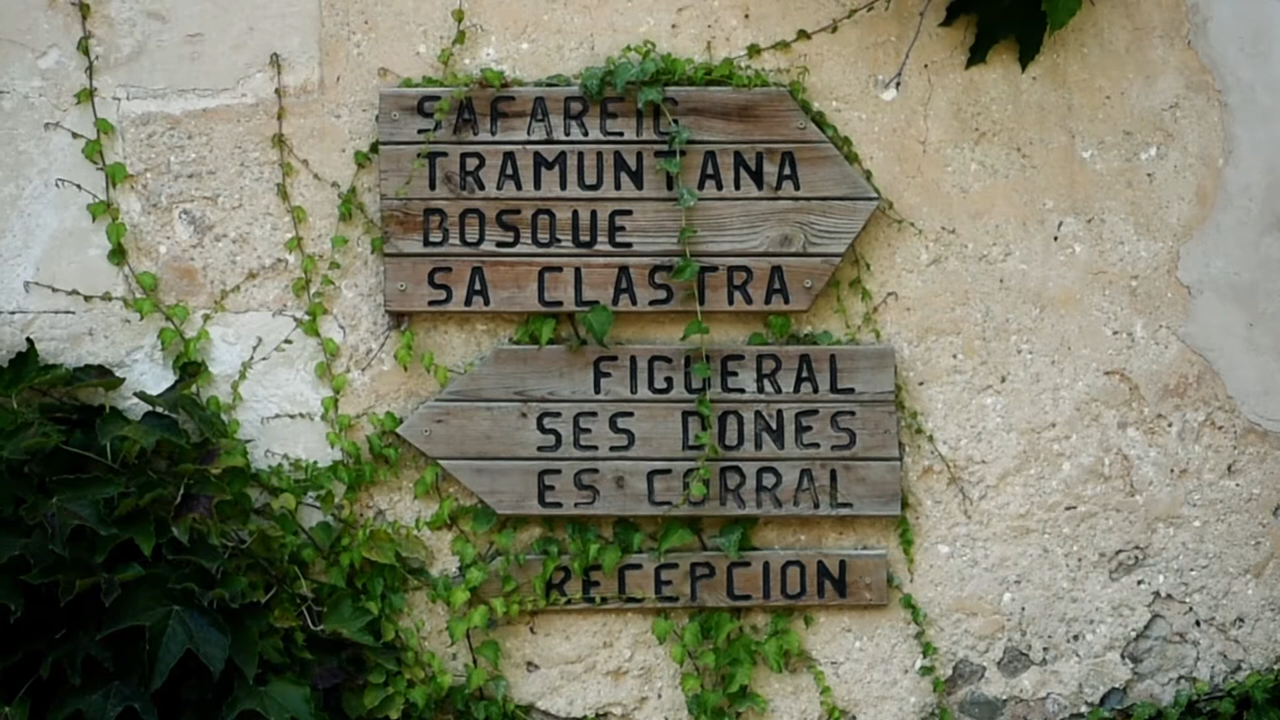 SAFAREIG
TRAMUNTANA
BOSQUE
SA CLASTRA
FIGUERAL
SES DONES
ES CORRAL
RECEPCION